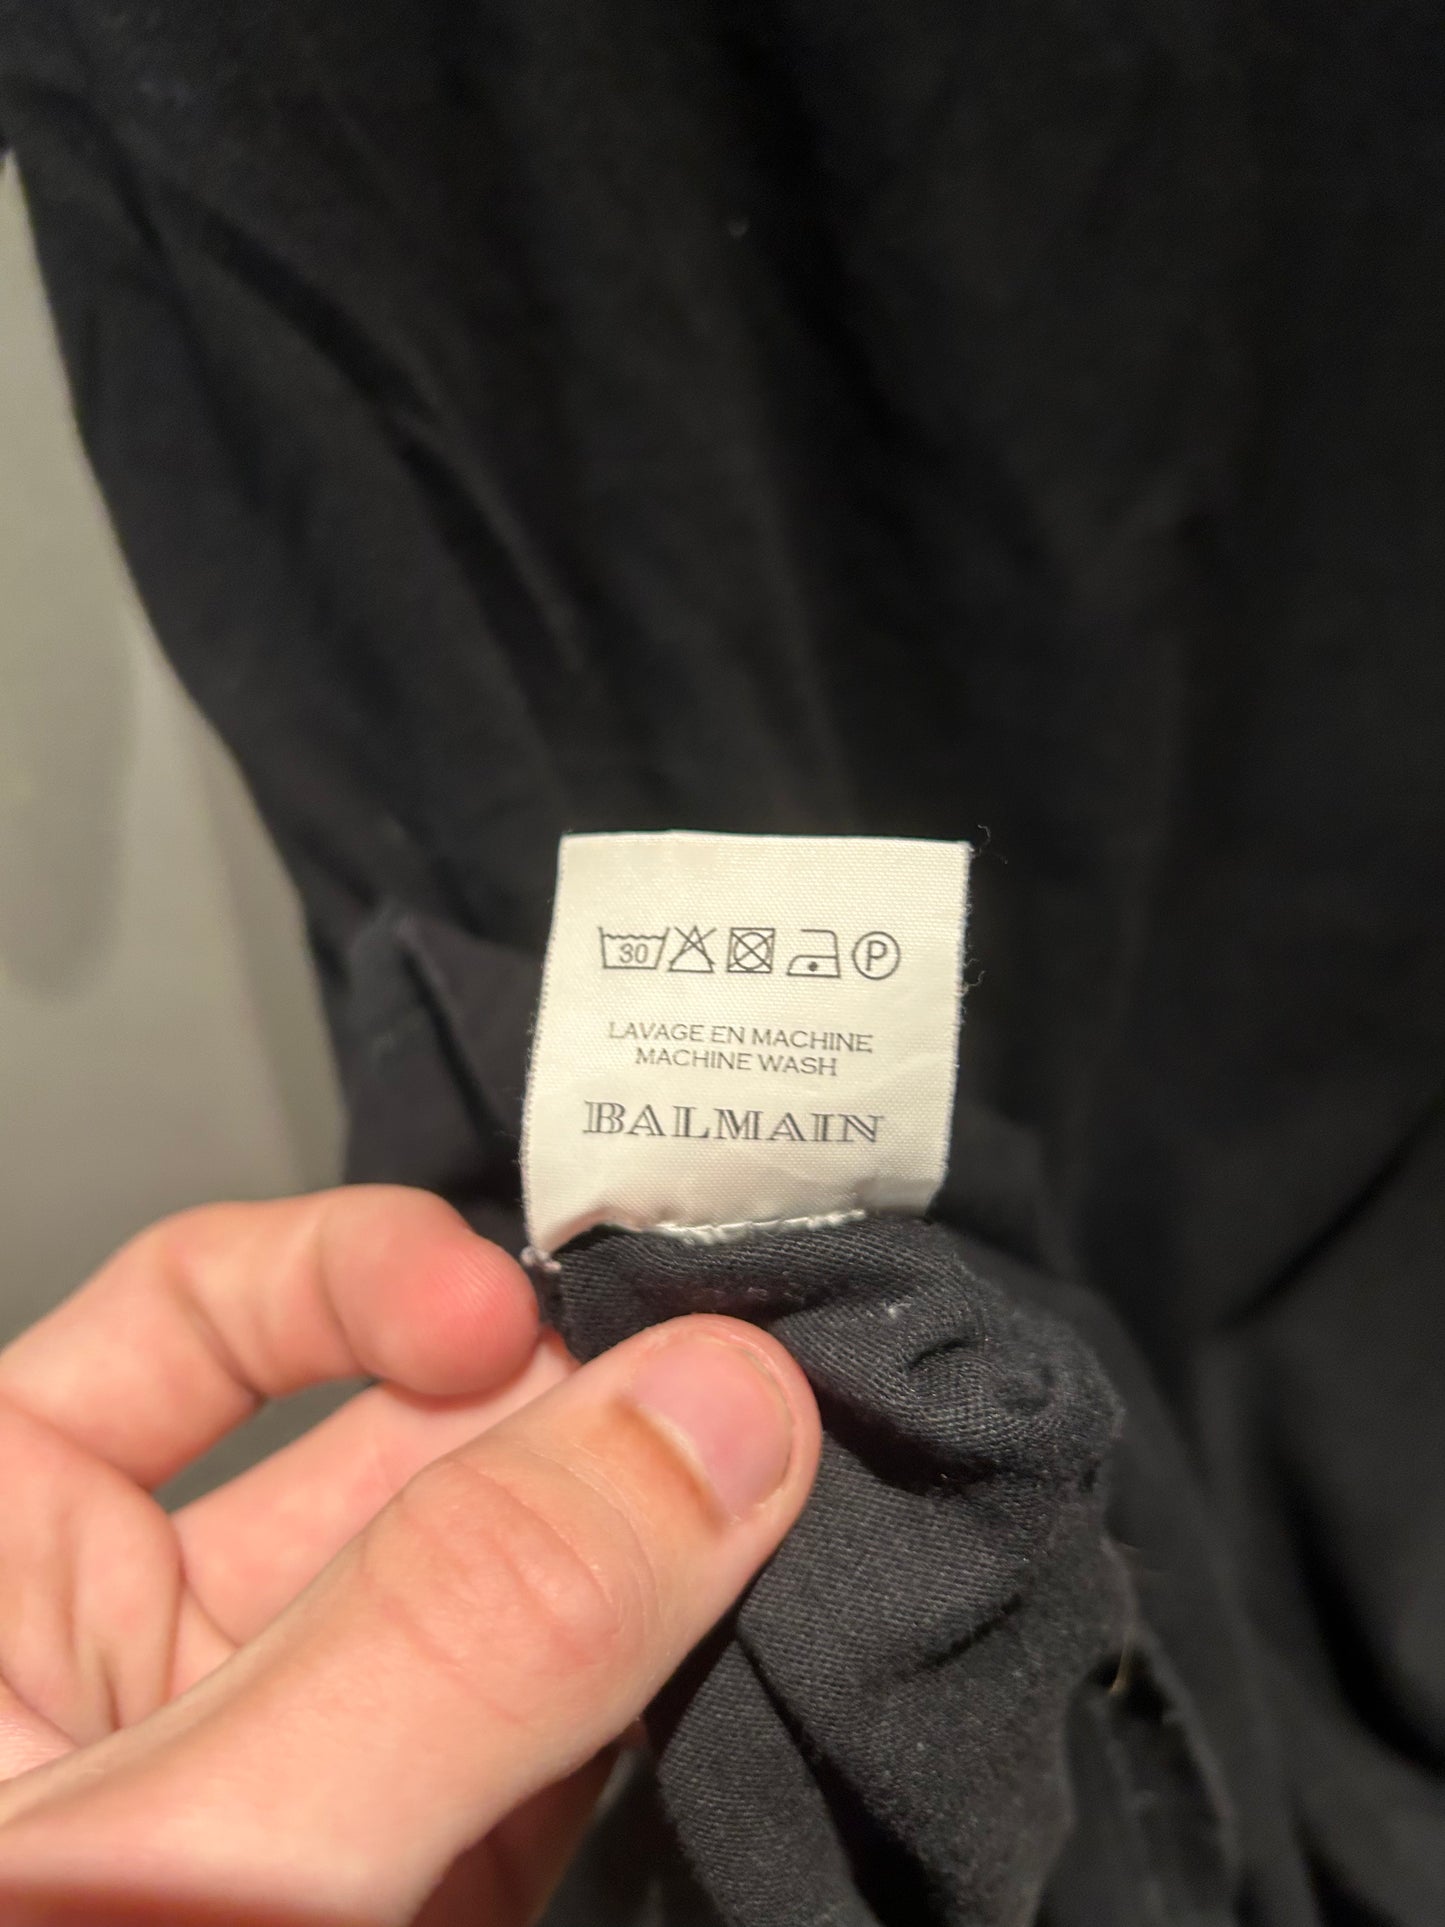 30 P
LAVAGE EN MACHINE
MACHINE WASH
BALMAIN